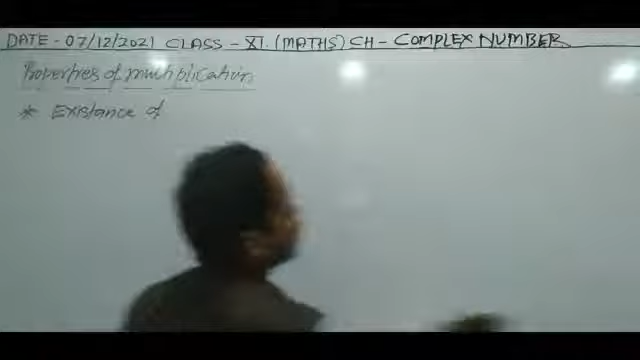 DATE - 07/12/2021 CLASS - XI. (MATHS) CH - COMPLEX NUMBER
Properties of multiplication
* Existance of